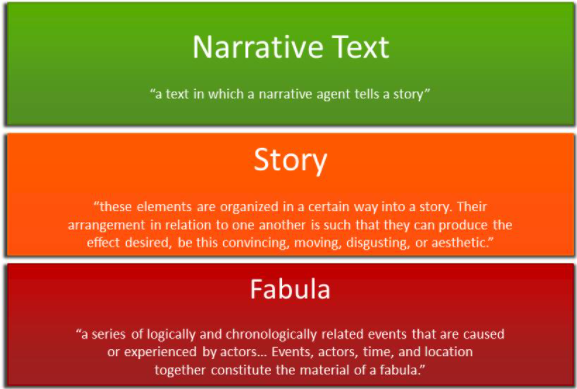 Narrative Text
“a text in which a narrative agent tells a story”
Story
“these elements are organized in a certain way into a story. Their
arrangement in relation to one another is such that they can produce the
effect desired, be this convincing, moving, disgusting, or aesthetic.”
Fabula
“a series of logically and chronologically related events that are caused
or experienced by actors... Events, actors, time, and location
together constitute the material of a fabula.”